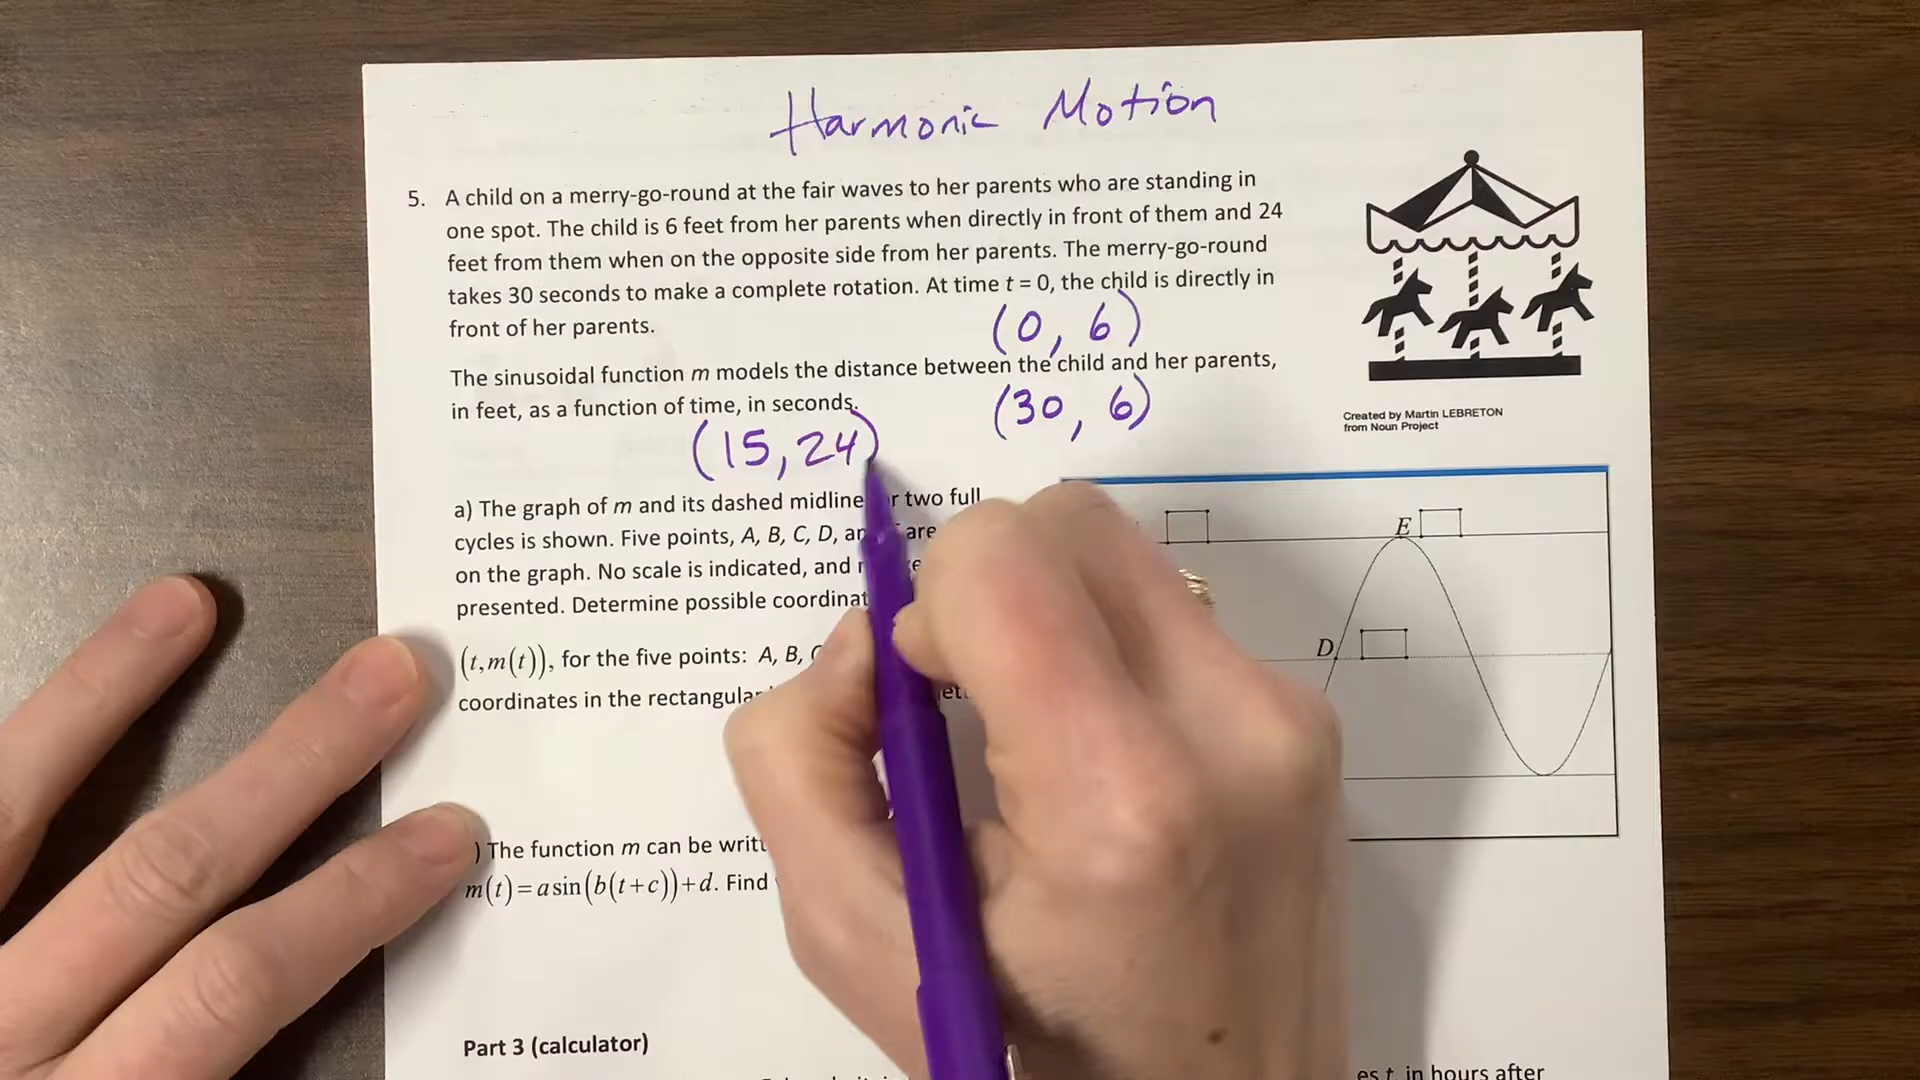 Harmonic Motion
5. A child on a merry-go-round at the fair waves to her parents who are standing in
one spot. The child is 6 feet from her parents when directly in front of them and 24
feet from them when on the opposite side from her parents. The merry-go-round
takes 30 seconds to make a complete rotation. At time t = 0, the child is directly in
front of her parents.
(0, 6)
The sinusoidal function m models the distance between the child and her parents,
in feet, as a function of time, in seconds.
(30, 6)
(15, 24)
Created by Martin LEBRETON
from Noun Project
a) The graph of m and its dashed midline two full
cycles is shown. Five points, A, B, C, D, are
on the graph. No scale is indicated, and
presented. Determine possible
(t, m(t)), for the five points: A, B,
coordinates in the
E
D
) The function m can be
m(t) = a sin(b(t + c)) + d. Find
Part 3 (calculator)
t, in hours after